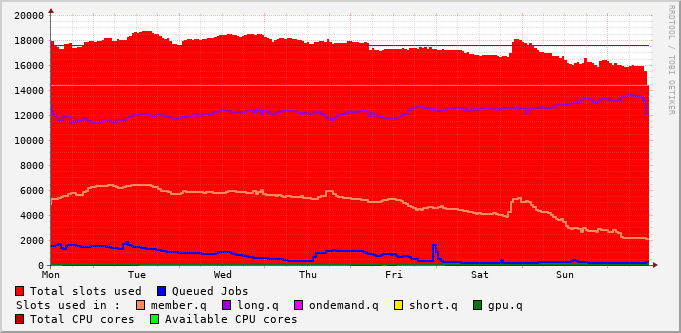 RRDTOOL / TOBI OETIKER
20000
18000
16000
14000
12000
10000
8000
6000
4000
2000
0
Mon Tue Wed Thu Fri Sat Sun
Total slots used Queued Jobs
Slots used in : member.q long.q ondemand.q short.q gpu.q
Total CPU cores Available CPU cores